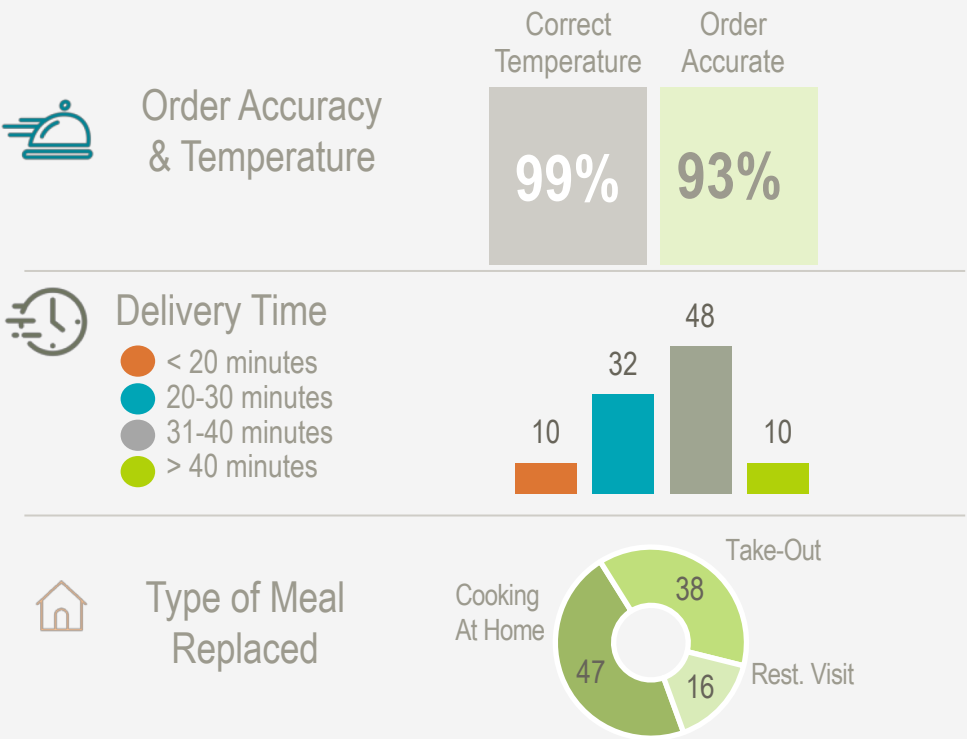 Correct
Temperature
Order
Accurate
Order Accuracy
& Temperature
99%
93%
Delivery Time
< 20 minutes
20-30 minutes
31-40 minutes
> 40 minutes
10
32
48
10
Type of Meal
Replaced
Cooking
At Home
Take-Out
Rest. Visit
38
47
16